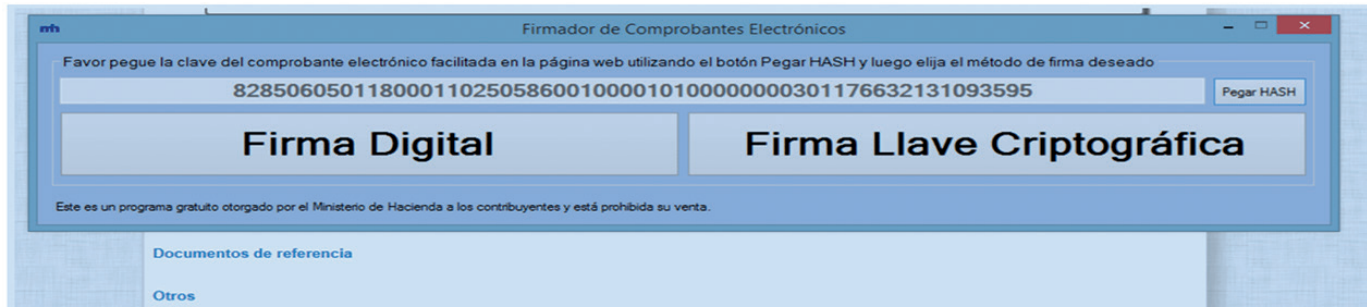 mh
Firmador de Comprobantes Electrónicos
Favor pegue la clave del comprobante electrónico facilitada en la página web utilizando el botón Pegar HASH y luego elija el método de firma deseado
82850605011800011025058600100001010000000030117663213109​3595
Pegar HASH
Firma Digital
Firma Llave Criptográfica
Este es un programa gratuito otorgado por el Ministerio de Hacienda a los contribuyentes y está prohibida su venta.
Documentos de referencia
Otros